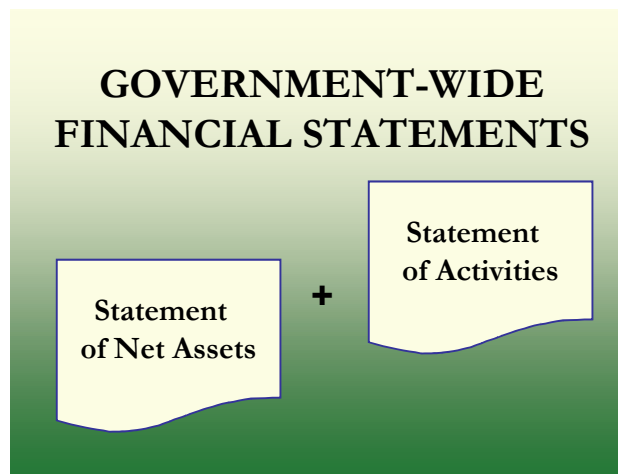 GOVERNMENT-WIDE
FINANCIAL STATEMENTS
Statement
of Net Assets
+
Statement
of Activities